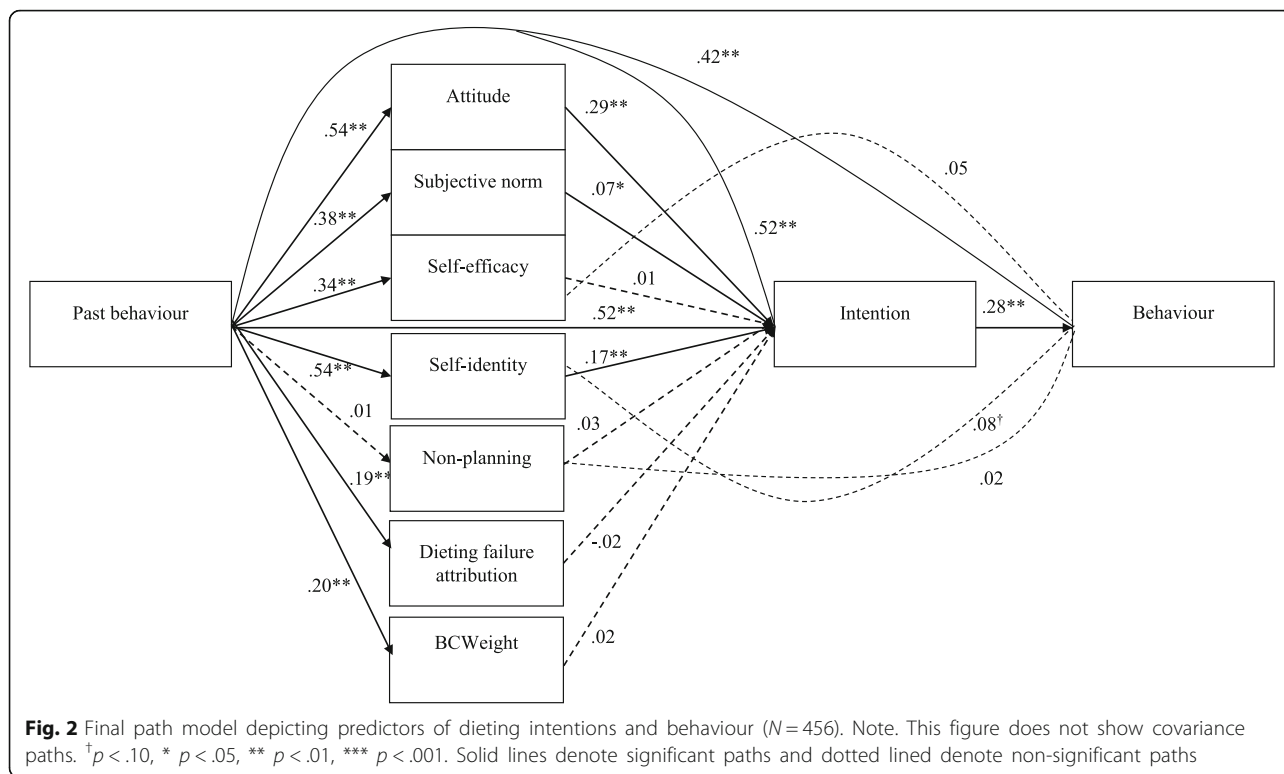 .42**
Attitude
.29**
.54**
Subjective norm
.07*
.05
.38**
.52**
Self-efficacy
.34**
.01
Past behaviour
Intention
Behaviour
.52**
.28**
Self-identity
.17**
.54**
.01
.03
.08†
Non-planning
.19**
.02
Dieting failure
attribution
-.02
.20**
BCWeight
.02
Fig. 2 Final path model depicting predictors of dieting intentions and behaviour (N = 456). Note. This figure does not show covariance
paths. †p < .10, * p < .05, ** p < .01, *** p < .001. Solid lines denote significant paths and dotted lined denote non-significant paths